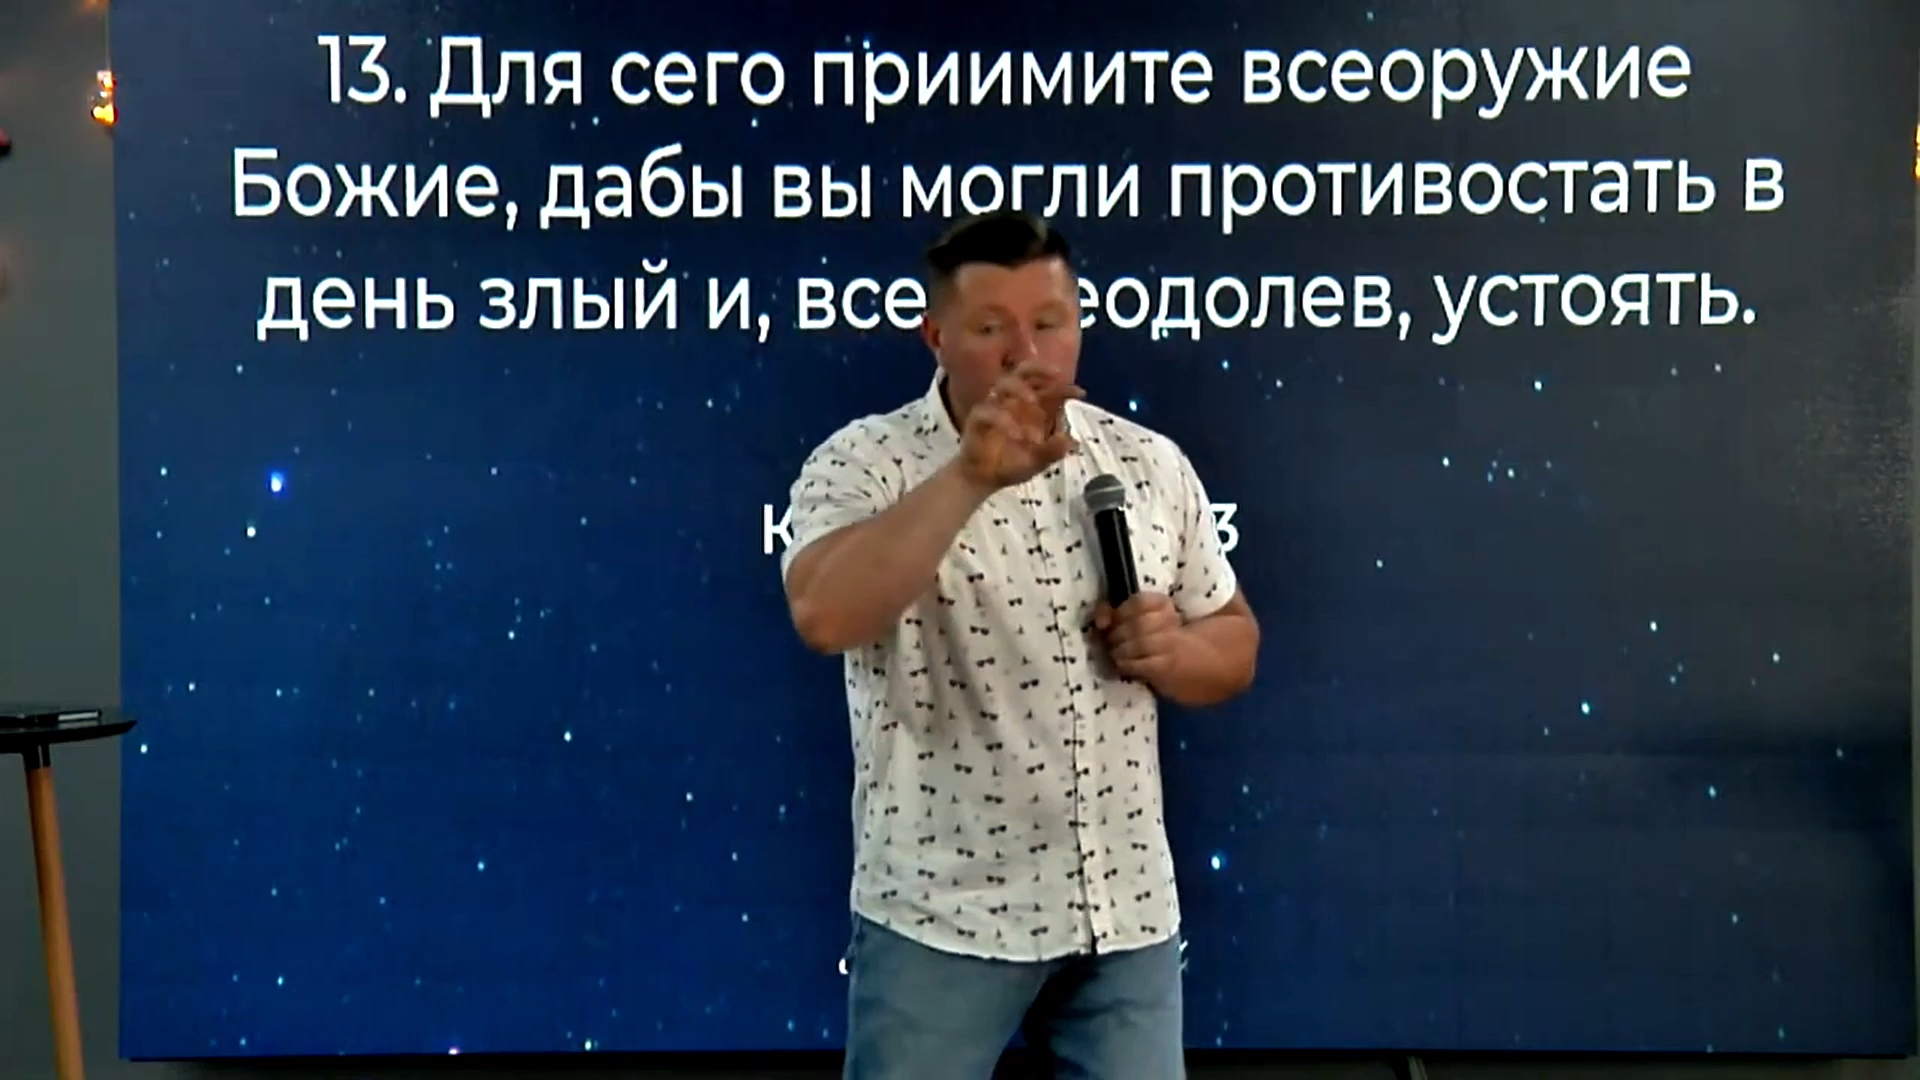 13. Для сего приимите всеоружие
Божие, дабы вы могли противостать в
день злый и, все устоять.